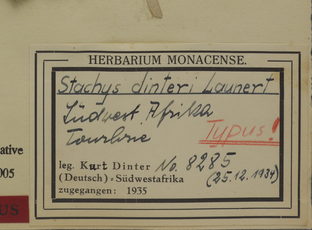 HERBARIUM MONACENSE.
Stachys dinteri Launert
Südwest Afrika
Typus!
leg. Kurt Dinter No. 8285
(Deutsch)-Südwestafrika (25.12.1934)
zugegangen: 1935
ative
005
US